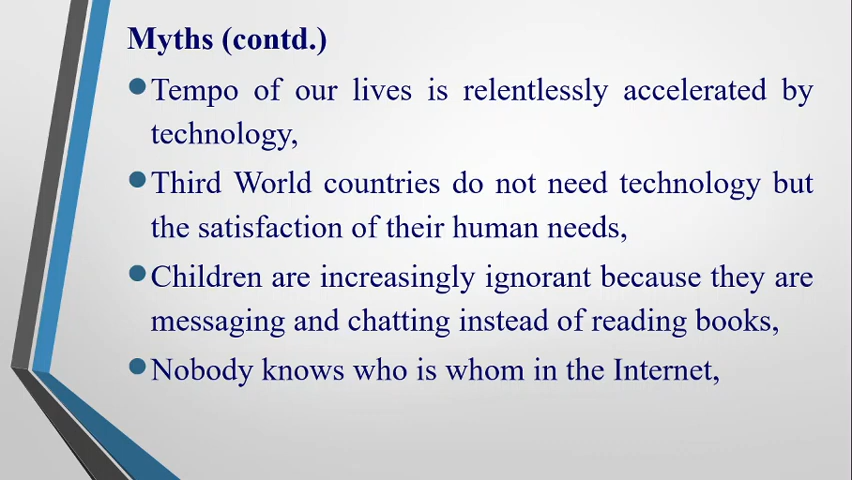 Myths (contd.)
Tempo of our lives is relentlessly accelerated by
technology,
Third World countries do not need technology but
the satisfaction of their human needs,
Children are increasingly ignorant because they are
messaging and chatting instead of reading books,
Nobody knows who is whom in the Internet,